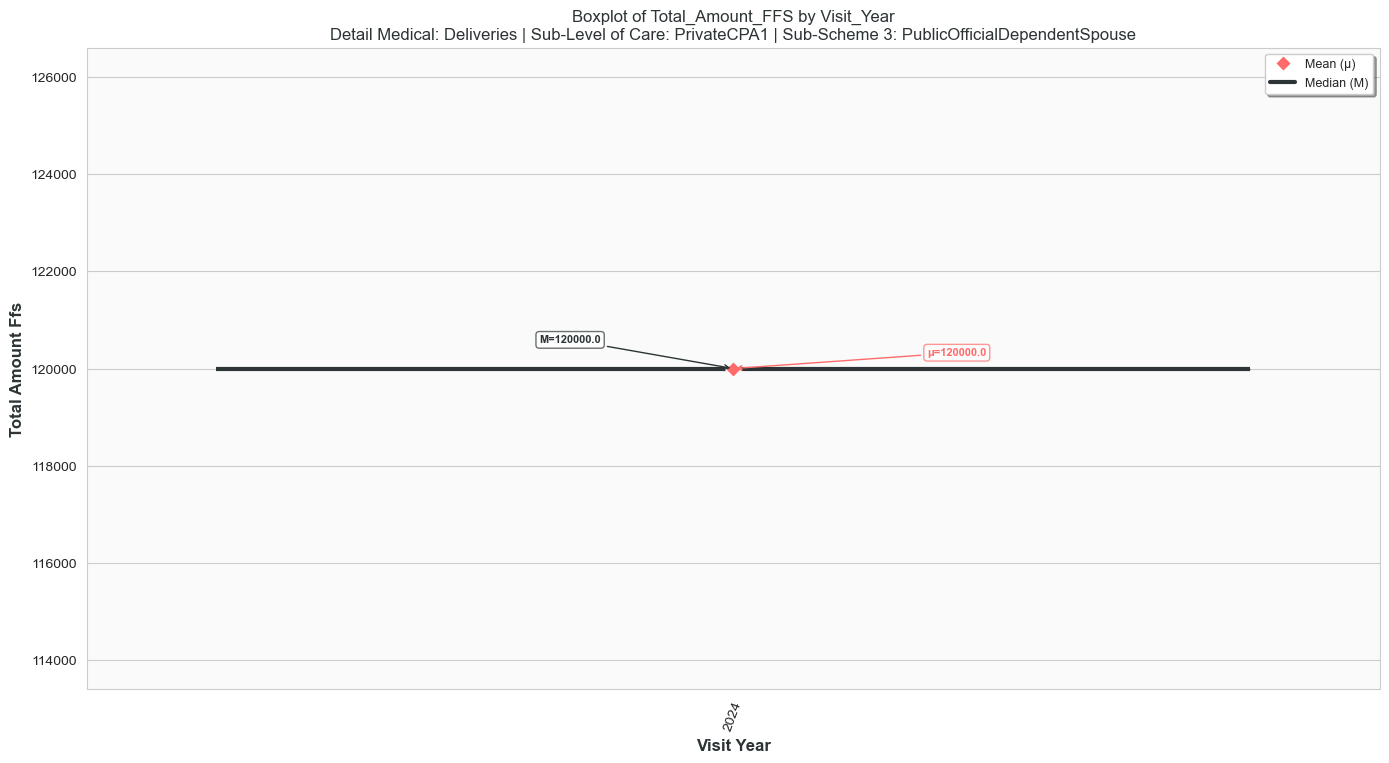 Boxplot of Total_Amount_FFS by Visit_Year
Detail Medical: Deliveries | Sub-Level of Care: PrivateCPA1 | Sub-Scheme 3: PublicOfficialDependentSpouse
Mean (μ)
Median (M)
126000
124000
122000
120000
118000
116000
114000
Total Amount Ffs
M=120000.0
μ=120000.0
2024
Visit Year